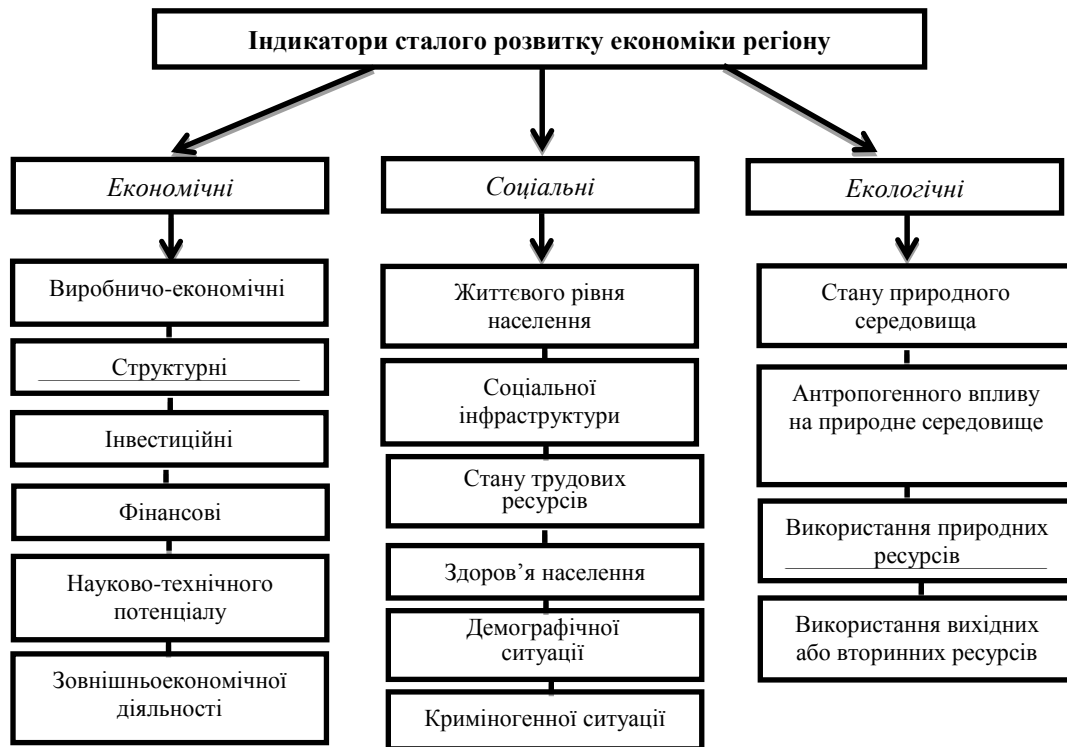 Індикатори сталого розвитку економіки регіону
Економічні
Виробничо-економічні
Структурні
Інвестиційні
Фінансові
Науково-технічного
потенціалу
Зовнішньоекономічної
діяльності
Соціальні
Життєвого рівня
населення
Соціальної
інфраструктури
Стану трудових
ресурсів
Здоров’я населення
Демографічної
ситуації
Криміногенної ситуації
Екологічні
Стану природного
середовища
Антропогенного впливу
на природне середовище
Використання природних
ресурсів
Використання вихідних
або вторинних ресурсів